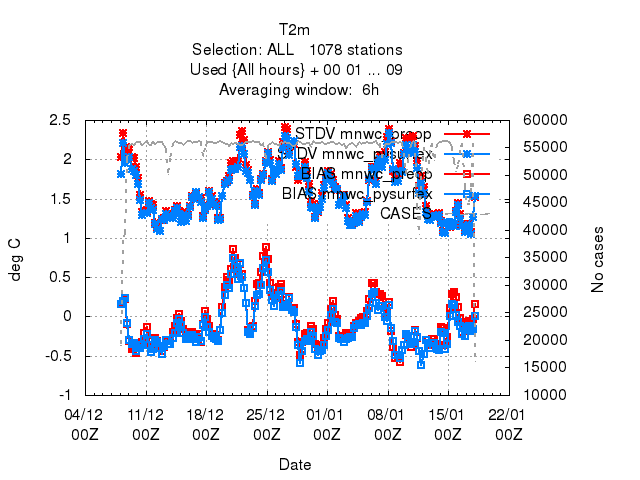 T2m
Selection: ALL 1078 stations
Used {All hours} + 00 01 ... 09
Averaging window: 6h
STDV mnwc_preop
STDV mnwc_pysurfex
BIAS mnwc_preop
BIAS mnwc_pysurfex
CASES
deg C
2.5
2
1.5
1
0.5
0
-0.5
-1
No cases
60000
55000
50000
45000
40000
35000
30000
25000
20000
15000
10000
04/12 11/12 18/12 25/12 01/01 08/01 15/01 22/01
00Z 00Z 00Z 00Z 00Z 00Z 00Z 00Z
Date